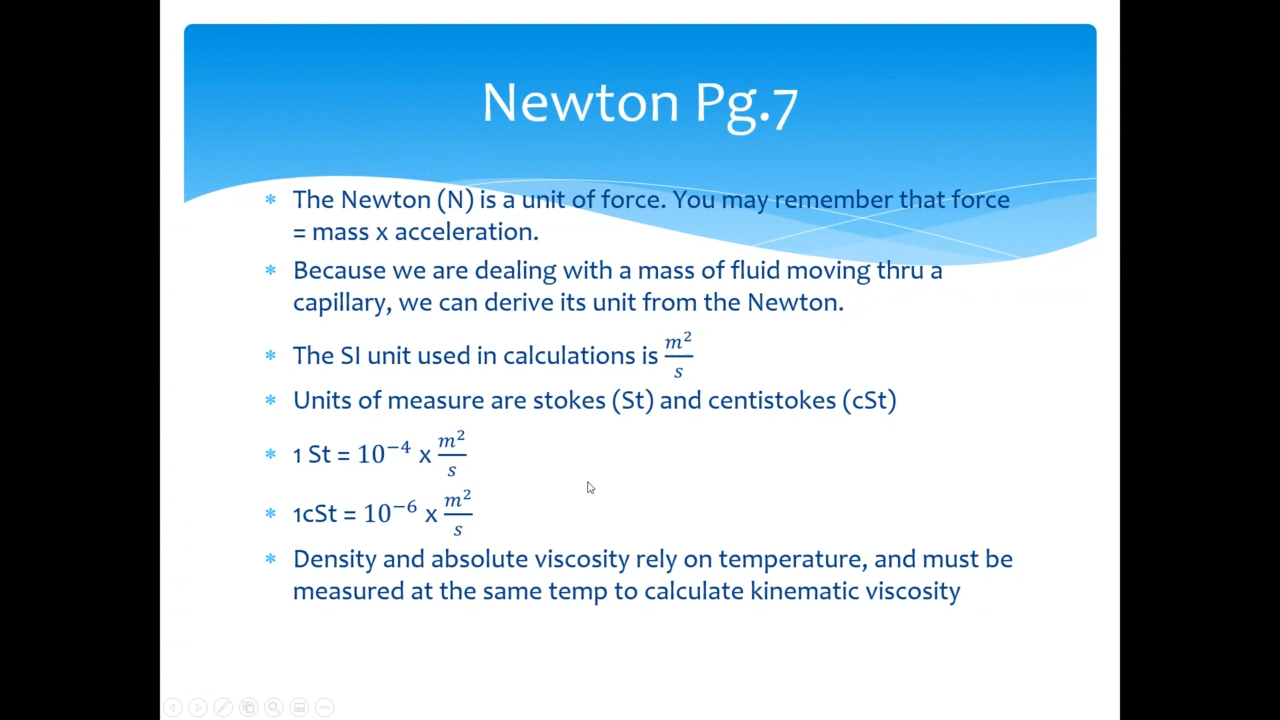 Newton Pg.7
* The Newton (N) is a unit of force. You may remember that force
= mass x acceleration.
* Because we are dealing with a mass of fluid moving thru a
capillary, we can derive its unit from the Newton.
* The SI unit used in calculations is m²/s
* Units of measure are stokes (St) and centistokes (cSt)
* 1 St = 10⁻⁴ x m²/s
* 1cSt = 10⁻⁶ x m²/s
* Density and absolute viscosity rely on temperature, and must be
measured at the same temp to calculate kinematic viscosity